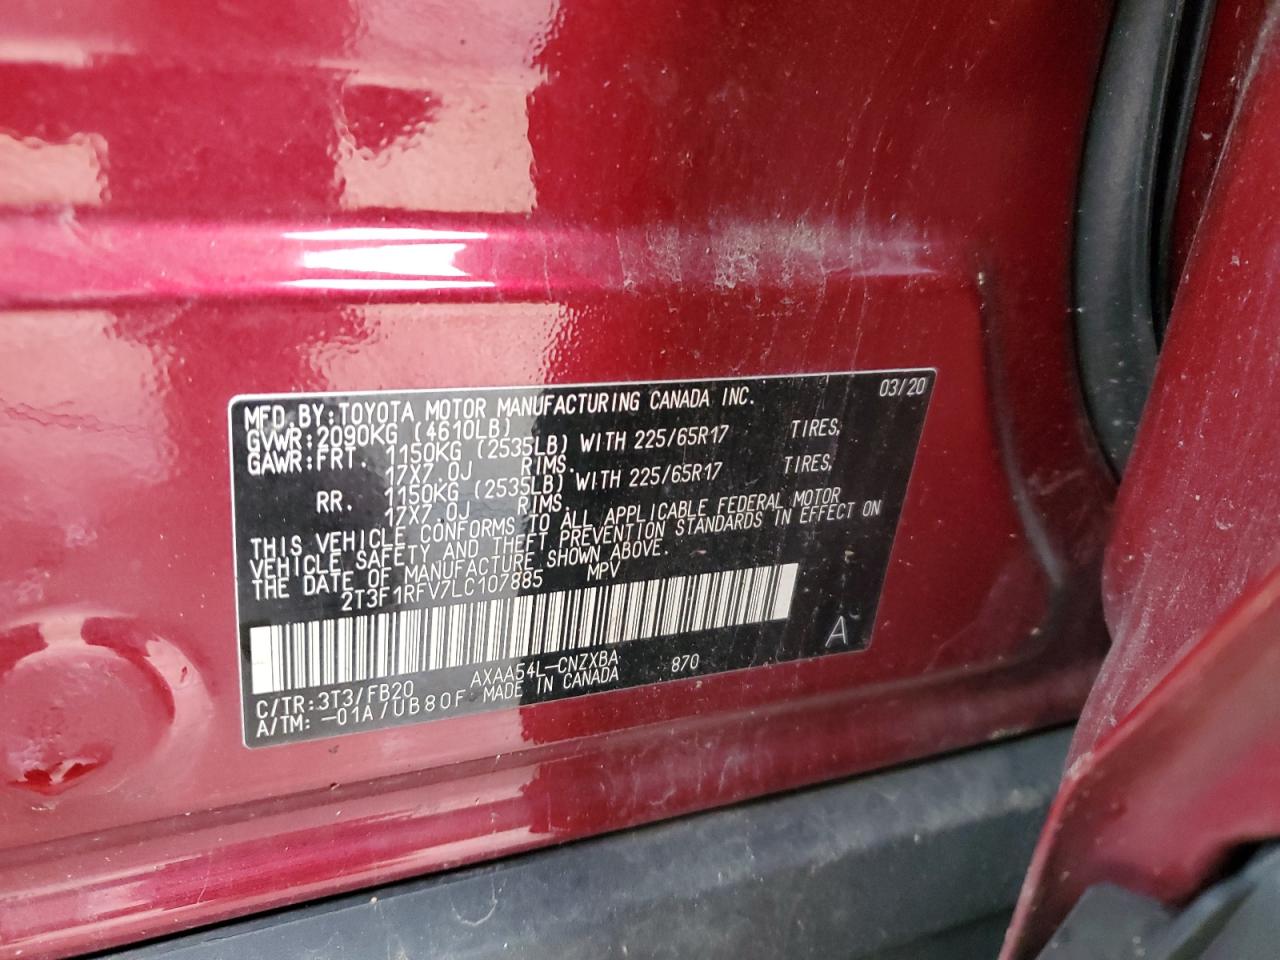 03/20
MFD.BY:TOYOTA MOTOR MANUFACTURING CANADA INC.
GVWR:2090KG (4610LB)
GAWR:FRT. 1150KG (2535LB) WITH 225/65R17 TIRES,
17X7.0J RIMS.
RR. 1150KG (2535LB) WITH 225/65R17 TIRES,
17X7.0J RIMS.
THIS VEHICLE CONFORMS TO ALL APPLICABLE FEDERAL MOTOR
VEHICLE SAFETY AND THEFT PREVENTION STANDARDS IN EFFECT ON
THE DATE OF MANUFACTURE SHOWN ABOVE.
2T3F1RFV7LC107885 MPV
A
C/TR:3T3/FB20 AXAA54L-CNZXBA 870
A/TM:-01A/UB80F MADE IN CANADA